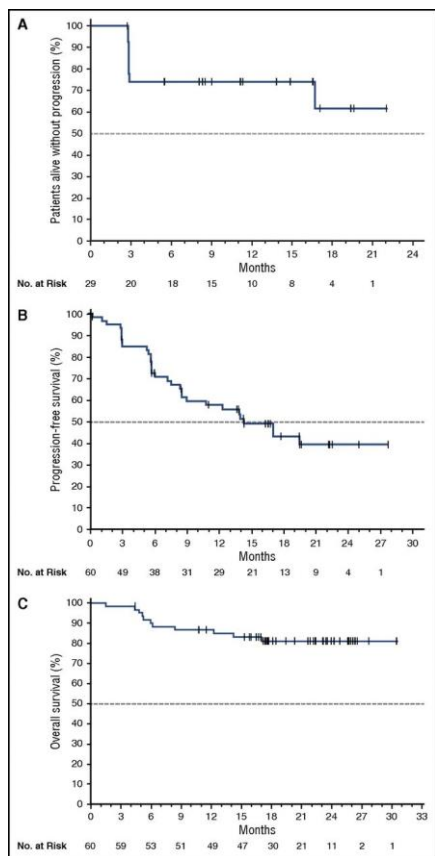 A
100
90
80
70
60
50
40
30
20
10
0
Patients alive without progression (%)
0 3 6 9 12 15 18 21 24
Months
No. at Risk
29 20 18 15 10 8 4 1
B
100
90
80
70
60
50
40
30
20
10
0
Progression-free survival (%)
0 3 6 9 12 15 18 21 24 27 30
Months
No. at Risk
60 49 38 31 29 21 13 9 4 1
C
100
90
80
70
60
50
40
30
20
10
0
Overall survival (%)
0 3 6 9 12 15 18 21 24 27 30 33
Months
No. at Risk
60 59 53 51 49 47 30 21 11 2 1